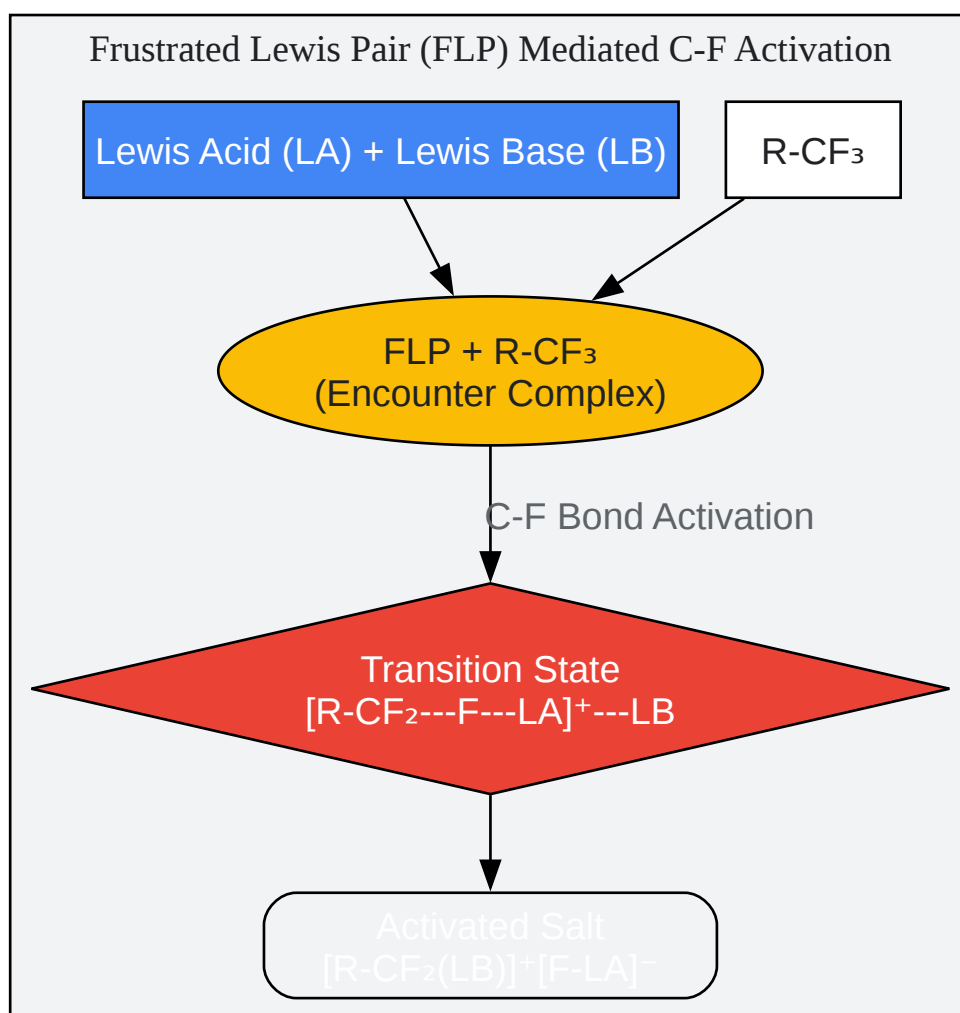 Frustrated Lewis Pair (FLP) Mediated C-F Activation
Lewis Acid (LA) + Lewis Base (LB)
R-CF₃
FLP + R-CF₃
(Encounter Complex)
C-F Bond Activation
Transition State
[R-CF₂---F---LA]⁺---LB
Activated Salt
[R-CF₂(LB)]⁺[F-LA]⁻